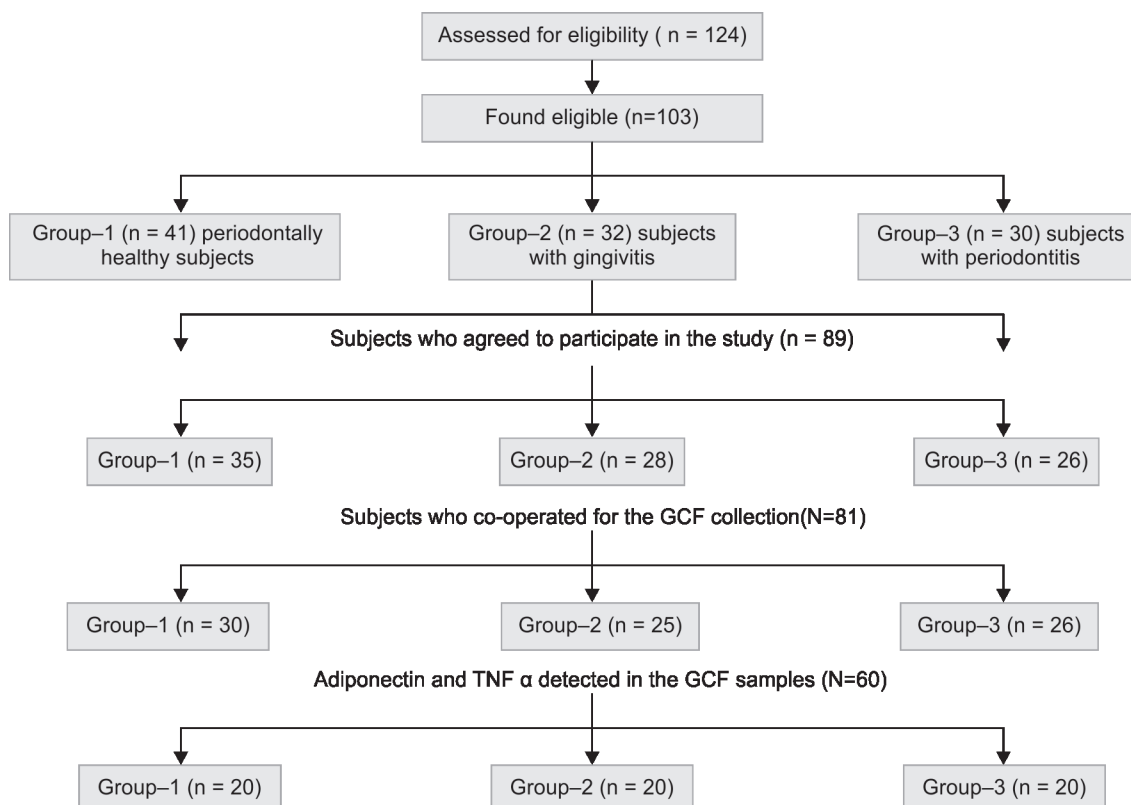 Assessed for eligibility ( n = 124)
Found eligible (n=103)
Group–1 (n = 41) periodontally
healthy subjects
Group–2 (n = 32) subjects
with gingivitis
Group–3 (n = 30) subjects
with periodontitis
Subjects who agreed to participate in the study (n = 89)
Group–1 (n = 35)
Group–2 (n = 28)
Group–3 (n = 26)
Subjects who co-operated for the GCF collection(N=81)
Group–1 (n = 30)
Group–2 (n = 25)
Group–3 (n = 26)
Adiponectin and TNF α detected in the GCF samples (N=60)
Group–1 (n = 20)
Group–2 (n = 20)
Group–3 (n = 20)